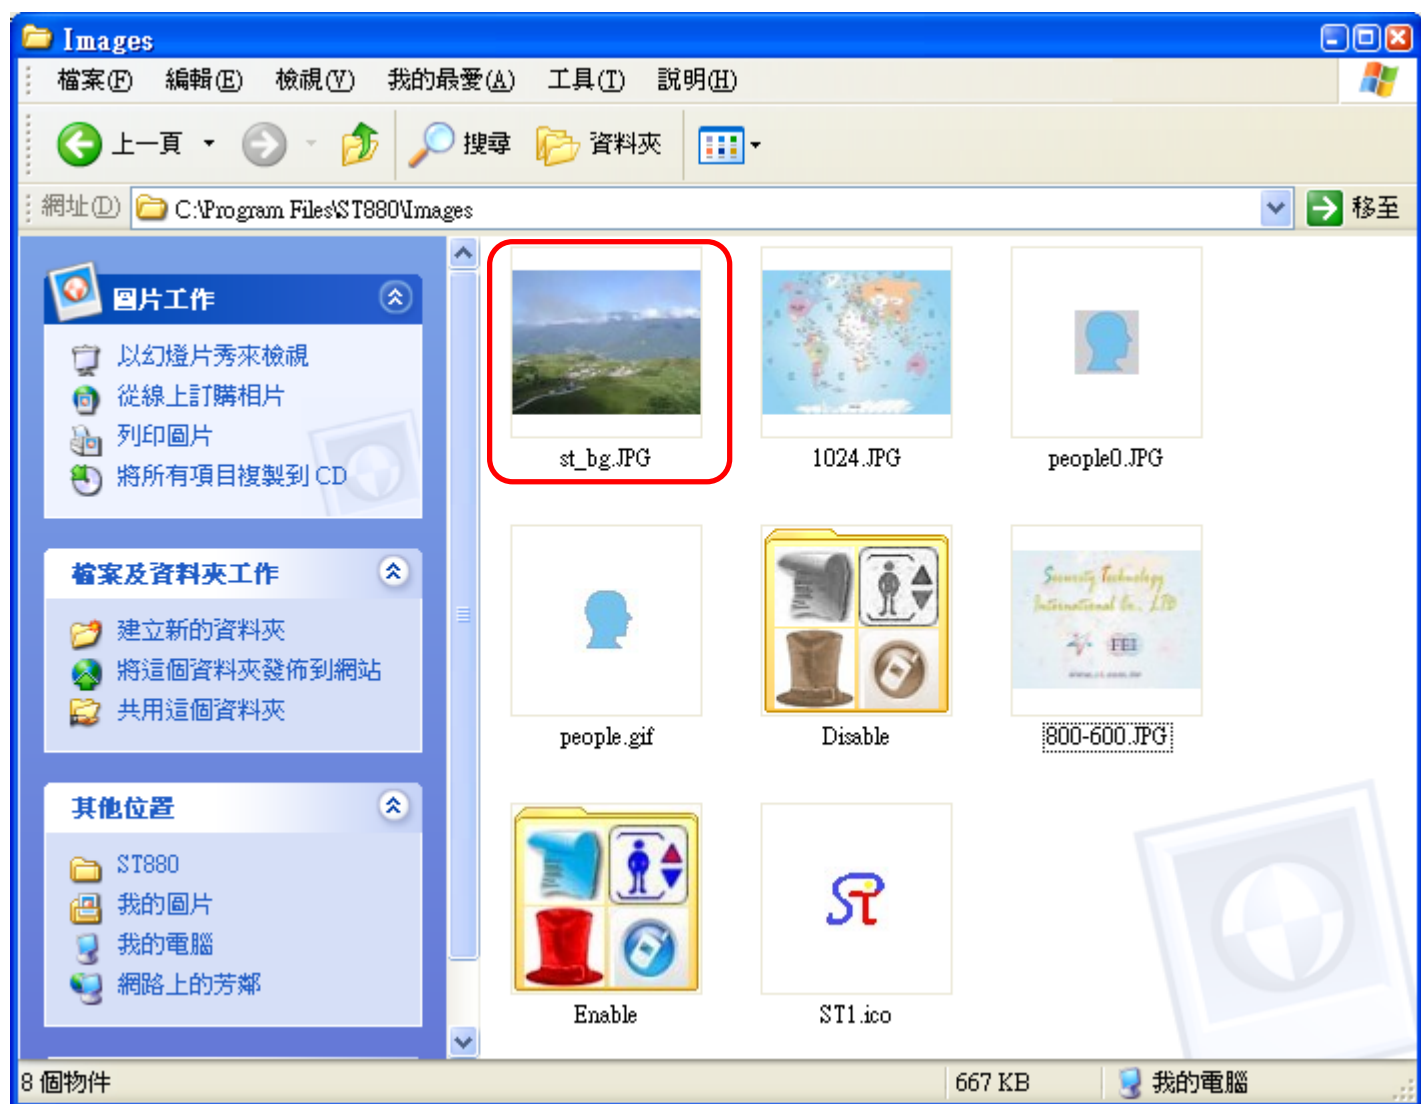 Images
檔案(F) 編輯(E) 檢視(V) 我的最愛(A) 工具(T) 說明(H)
上一頁 搜尋 資料夾
網址(D) C:\Program Files\ST880\Images 移至
圖片工作
以幻燈片秀來檢視
從線上訂購相片
列印圖片
將所有項目複製到 CD
檔案及資料夾工作
建立新的資料夾
將這個資料夾發佈到網站
共用這個資料夾
其他位置
ST880
我的圖片
我的電腦
網路上的芳鄰
st_bg.JPG
1024.JPG
people0.JPG
Security Technology
International Co., LTD
FEI
people.gif
Disable
800-600.JPG
ST
Enable
ST1.ico
8 個物件 667 KB 我的電腦